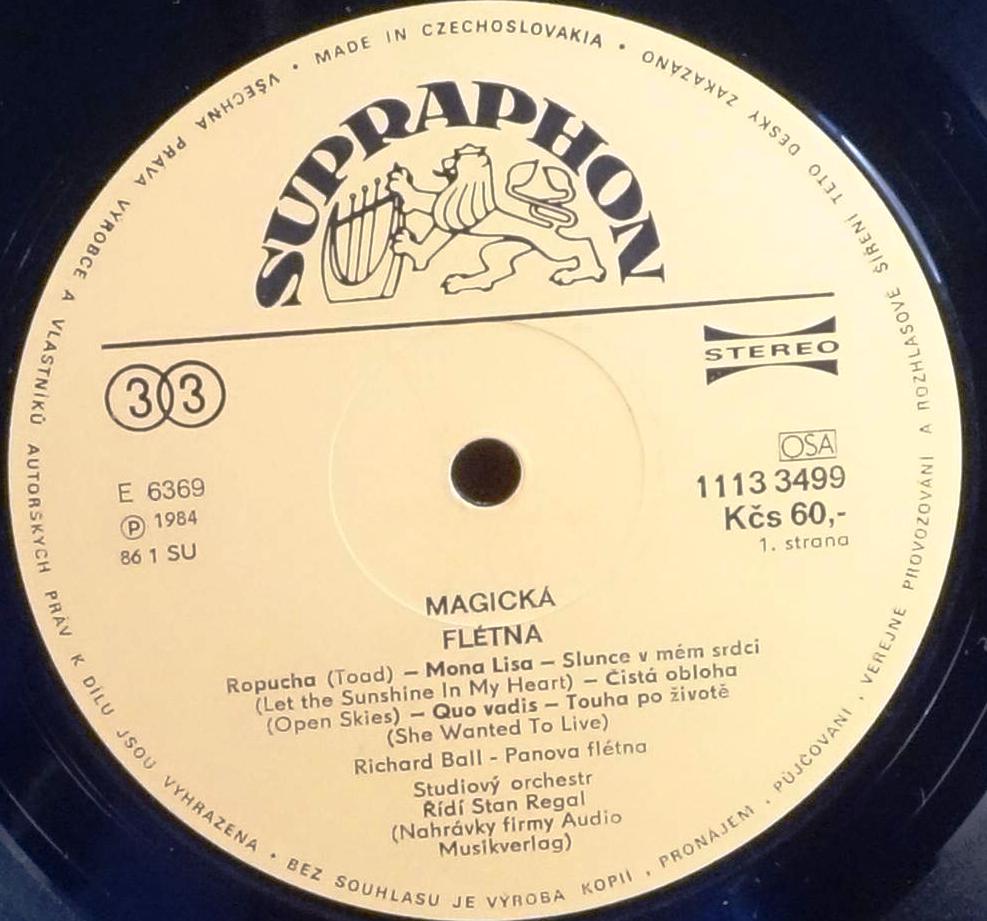 MADE IN CZECHOSLOVAKIA • VŠECHNA PRÁVA VÝROBCE A VLASTNÍKŮ AUTORSKÝCH PRÁV K DÍLU JSOU VYHRAZENA • BEZ SOUHLASU JE VÝROBA KOPIÍ, PRONÁJEM, PŮJČOVÁNÍ, VEŘEJNÉ PROVOZOVÁNÍ A ROZHLASOVÉ ŠÍŘENÍ TÉTO DESKY ZAKÁZÁNO •
SUPRAPHON
33
STEREO
OSA
E 6369
1113 3499
Ⓟ 1984
Kčs 60,-
86 1 SU
1. strana
MAGICKÁ
FLÉTNA
Ropucha (Toad) – Mona Lisa – Slunce v mém srdci
(Let the Sunshine In My Heart) – Čistá obloha
(Open Skies) – Quo vadis – Touha po životě
(She Wanted To Live)
Richard Ball - Panova flétna
Studiový orchestr
Řídí Stan Regal
(Nahrávky firmy Audio
Musikverlag)